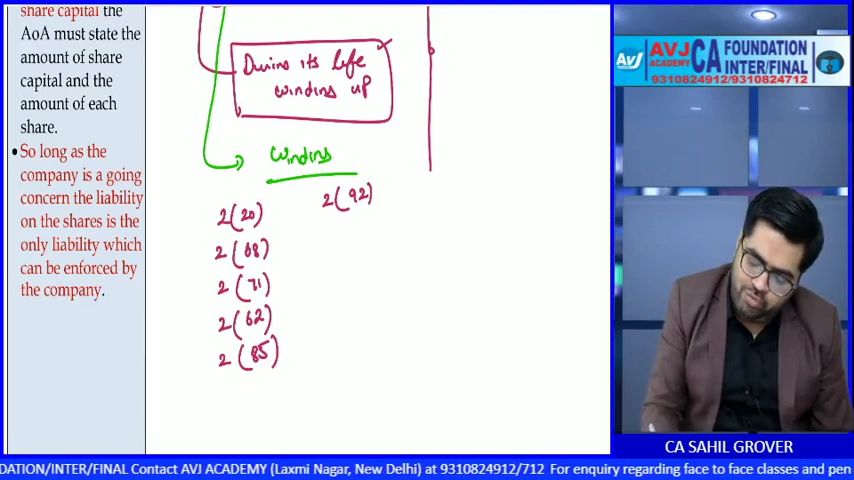 share capital the
AoA must state the
amount of share
capital and the
amount of each
share.
• So long as the
company is a going
concern the liability
on the shares is the
only liability which
can be enforced by
the company.
During its life
winding up
winding
2(20)
2(92)
2(68)
2(71)
2(62)
2(85)
AVJ
AVJ
ACADEMY
CA
FOUNDATION
INTER/FINAL
9310824912/9310824712
CA SAHIL GROVER
DATION/INTER/FINAL Contact AVJ ACADEMY (Laxmi Nagar, New Delhi) at 9310824912/712 For enquiry regarding face to face classes and pen